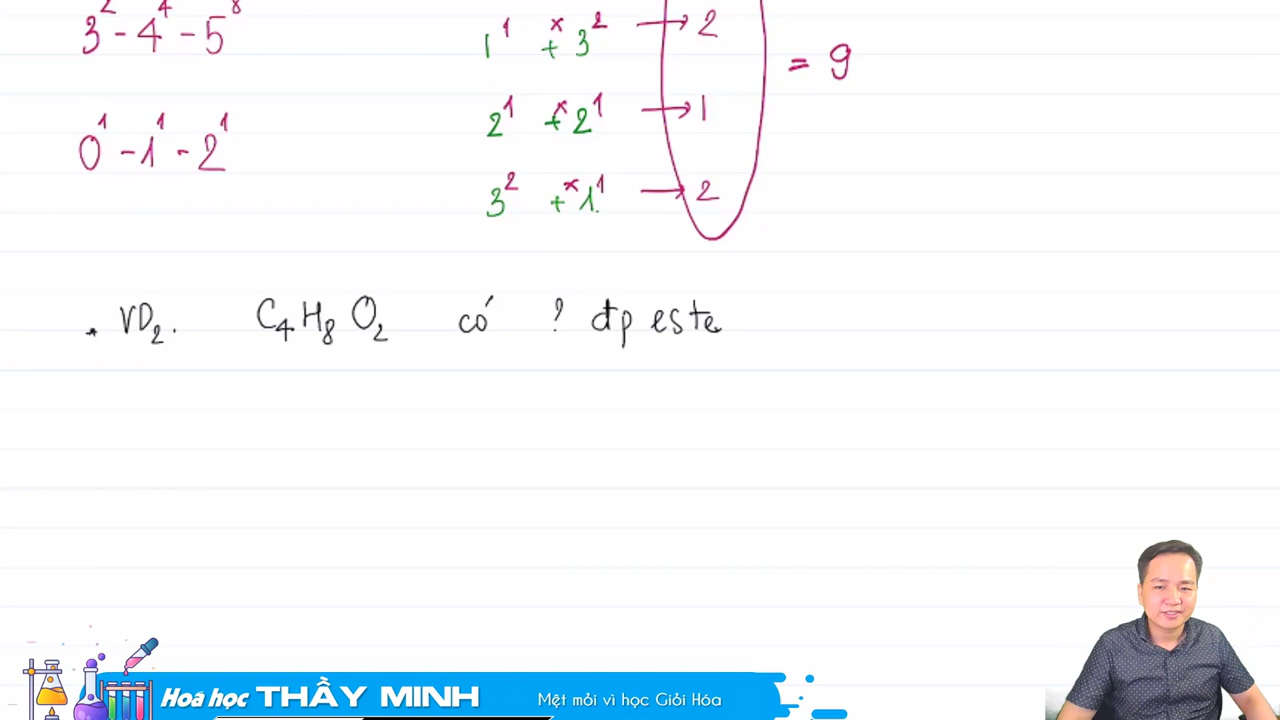 3² - 4⁴ - 5⁸
1¹ +ˣ 3² → 2
= 9
2¹ +ˣ 2¹ → 1
0¹ - 1¹ - 2¹
3² +ˣ 1¹ → 2
* VD₂. C₄H₈O₂ có ? đp este
Hoá học THẦY MINH
Mệt mỏi vì học Giỏi Hóa